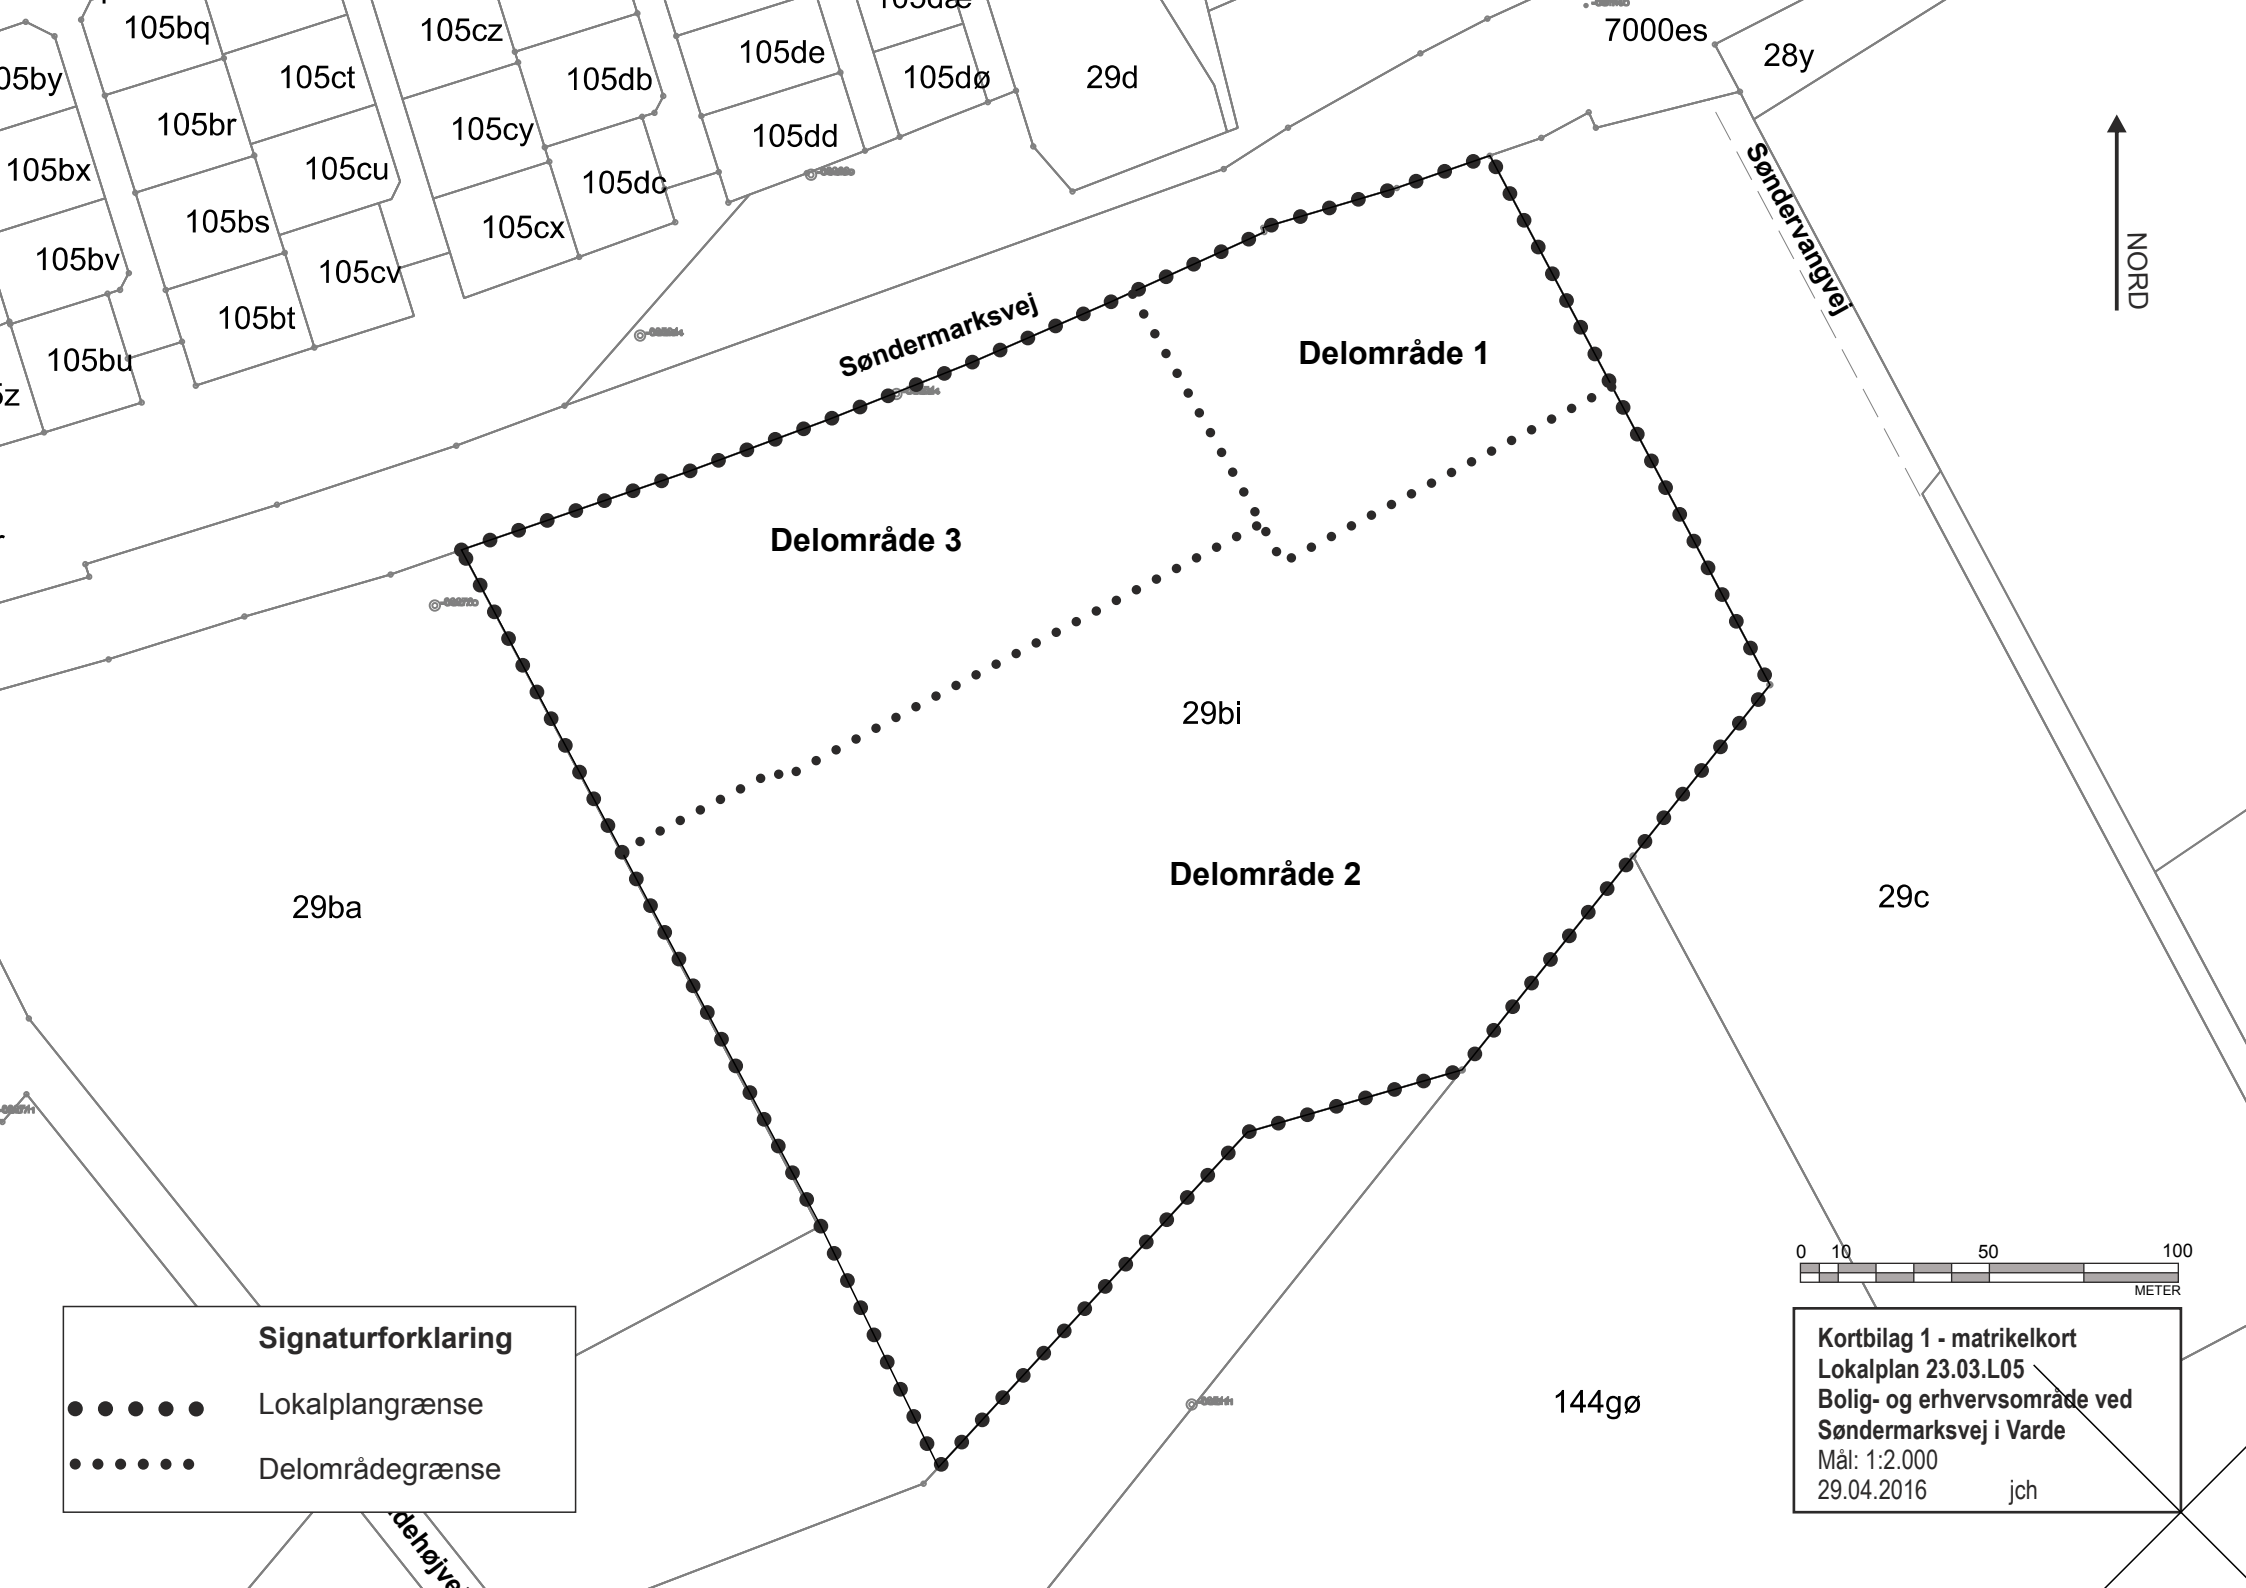 105bq
105cz
7000es
28y
105by
105ct
105db
105de
105dø
29d
105br
105cy
105dd
105bx
105cu
105dc
105bs
105cx
105bv
105cv
105bt
105bu
Søndervangvej
NORD
Søndermarksvej
Delområde 1
Delområde 3
29bi
Delområde 2
29ba
29c
144gø
0 10 50 100
METER
Signaturforklaring
Lokalplangrænse
Delområdegrænse
Kortbilag 1 - matrikelkort
Lokalplan 23.03.L05
Bolig- og erhvervsområde ved
Søndermarksvej i Varde
Mål: 1:2.000
29.04.2016 jch